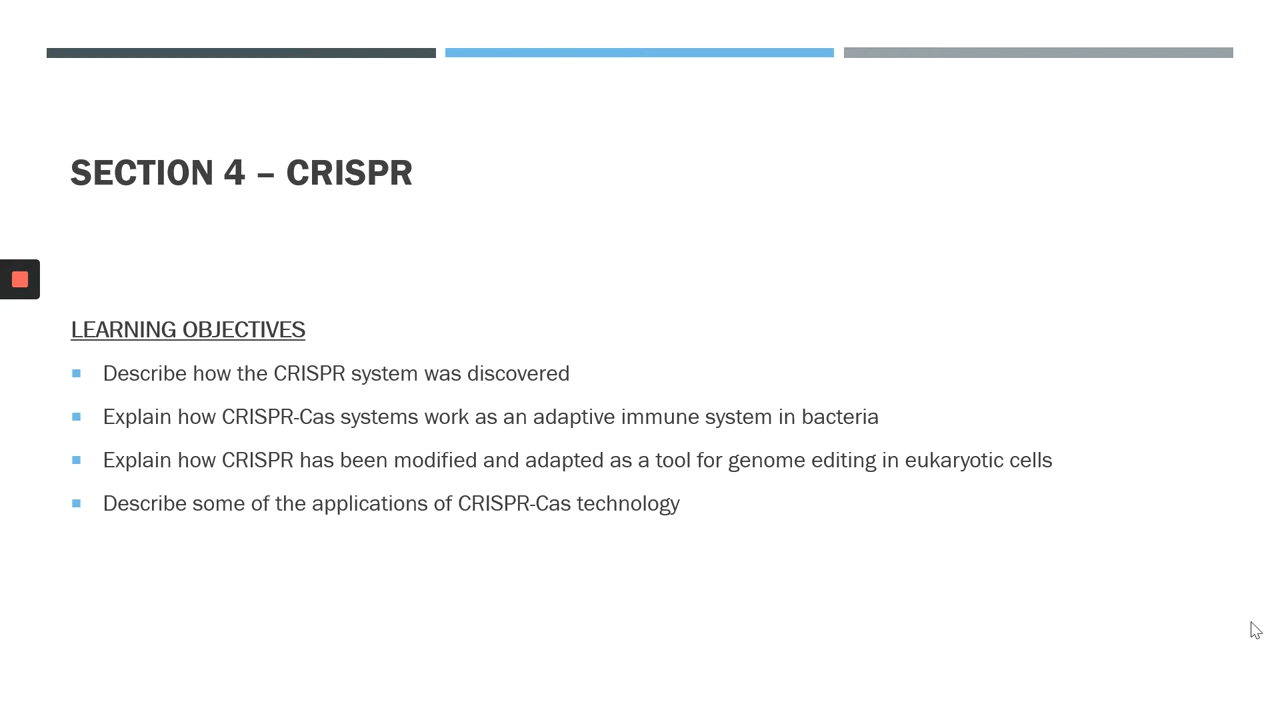 SECTION 4 – CRISPR
LEARNING OBJECTIVES
Describe how the CRISPR system was discovered
Explain how CRISPR-Cas systems work as an adaptive immune system in bacteria
Explain how CRISPR has been modified and adapted as a tool for genome editing in eukaryotic cells
Describe some of the applications of CRISPR-Cas technology